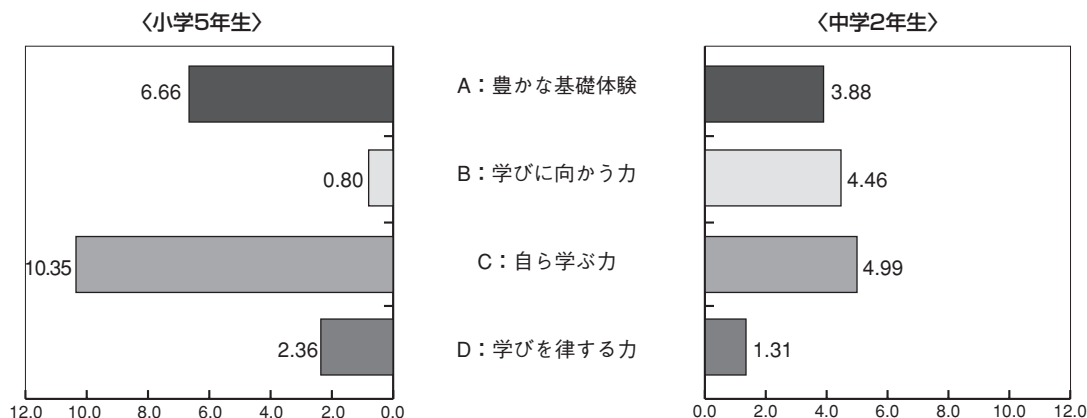 〈小学5年生〉 〈中学2年生〉
6.66 A：豊かな基礎体験 3.88
0.80 B：学びに向かう力 4.46
10.35 C：自ら学ぶ力 4.99
2.36 D：学びを律する力 1.31
12.0 10.0 8.0 6.0 4.0 2.0 0.0 0.0 2.0 4.0 6.0 8.0 10.0 12.0